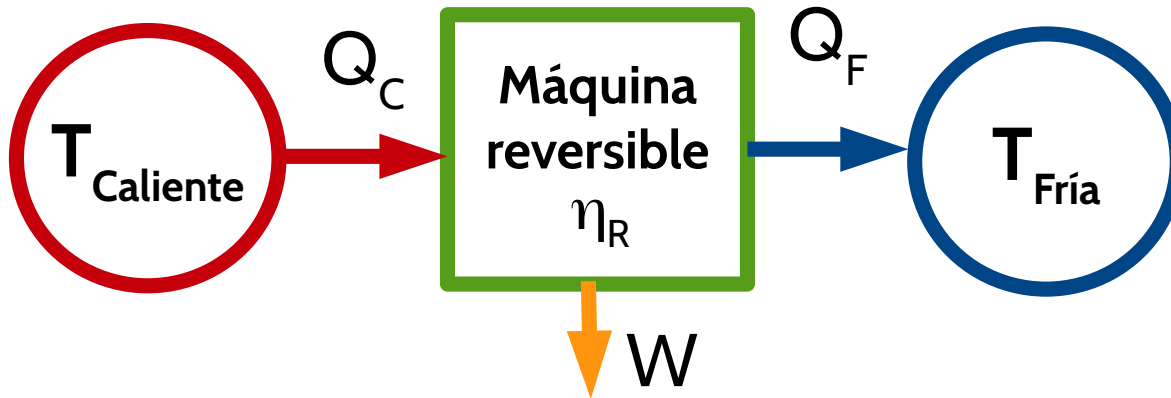 Q_C
Q_F
T_Caliente
Máquina
reversible
η_R
T_Fría
W